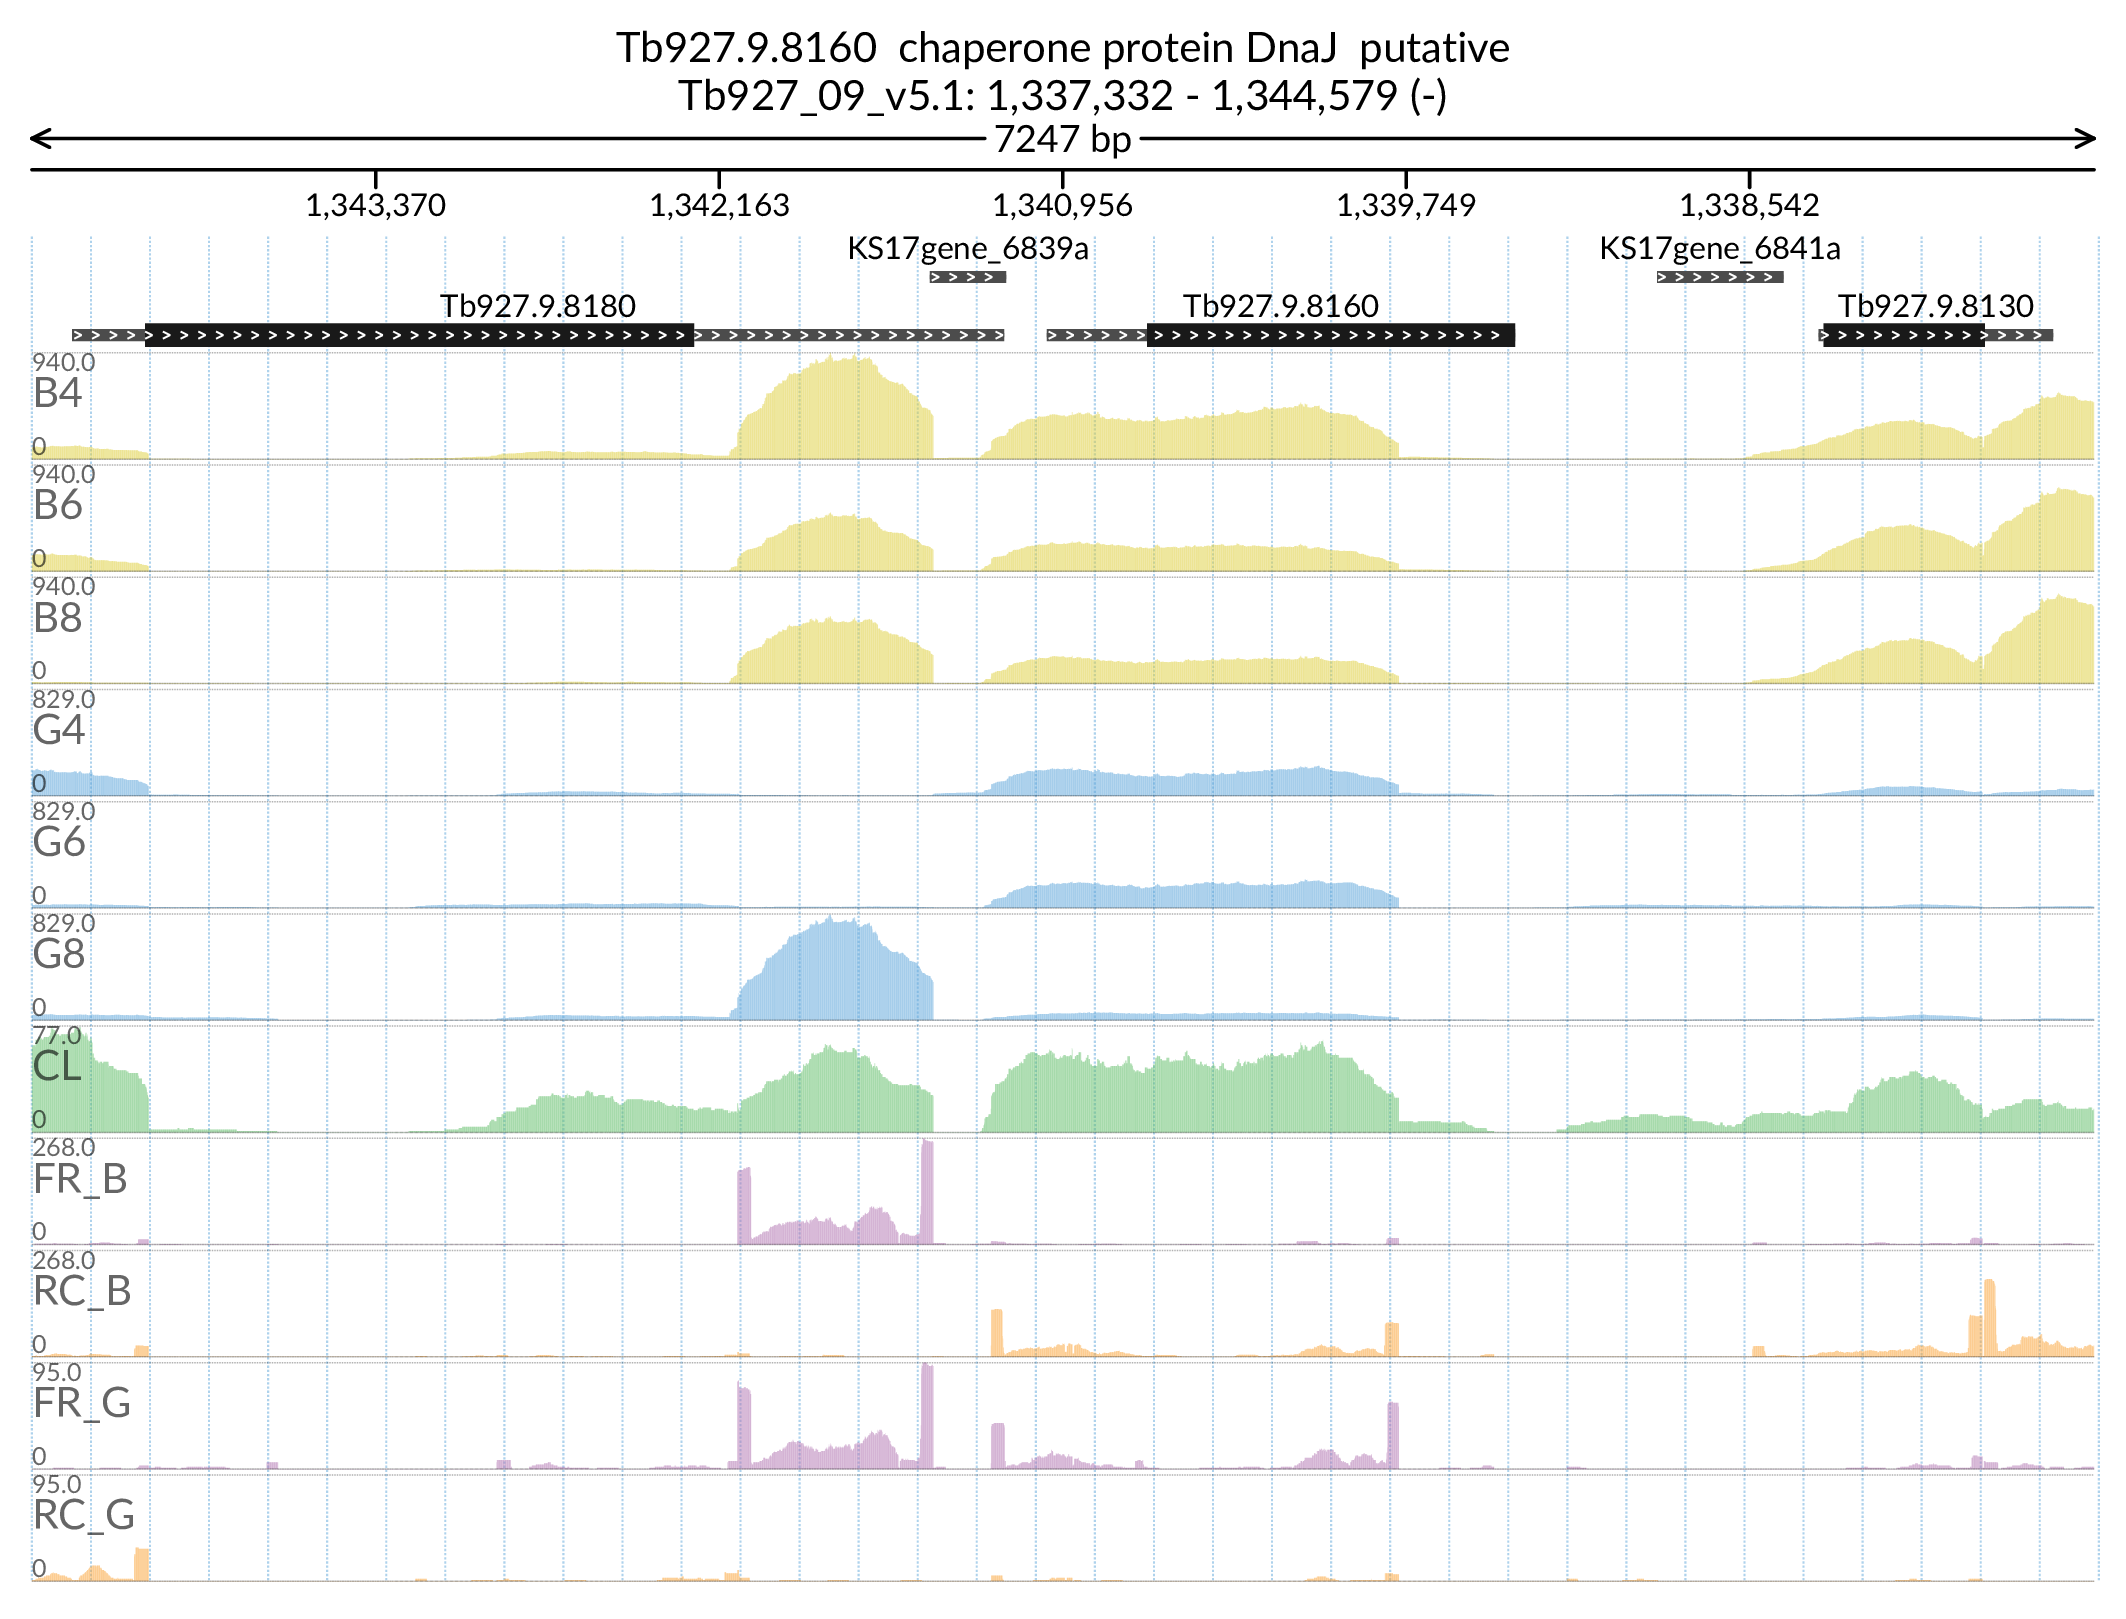 Tb927.9.8160  chaperone protein DnaJ  putative
Tb927_09_v5.1: 1,337,332 - 1,344,579 (-)
7247 bp
1,343,370 1,342,163 1,340,956 1,339,749 1,338,542
KS17gene_6839a KS17gene_6841a
Tb927.9.8180 Tb927.9.8160 Tb927.9.8130
940.0
B4
0
940.0
B6
0
940.0
B8
0
829.0
G4
0
829.0
G6
0
829.0
G8
0
77.0
CL
0
268.0
FR_B
0
268.0
RC_B
0
95.0
FR_G
0
95.0
RC_G
0